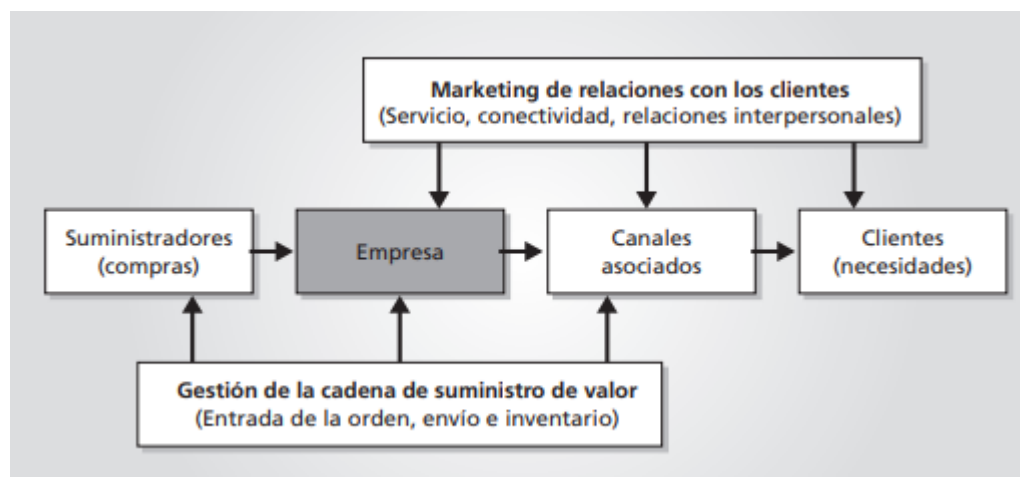 Marketing de relaciones con los clientes
(Servicio, conectividad, relaciones interpersonales)
Suministradores
(compras)
Empresa
Canales
asociados
Clientes
(necesidades)
Gestión de la cadena de suministro de valor
(Entrada de la orden, envío e inventario)